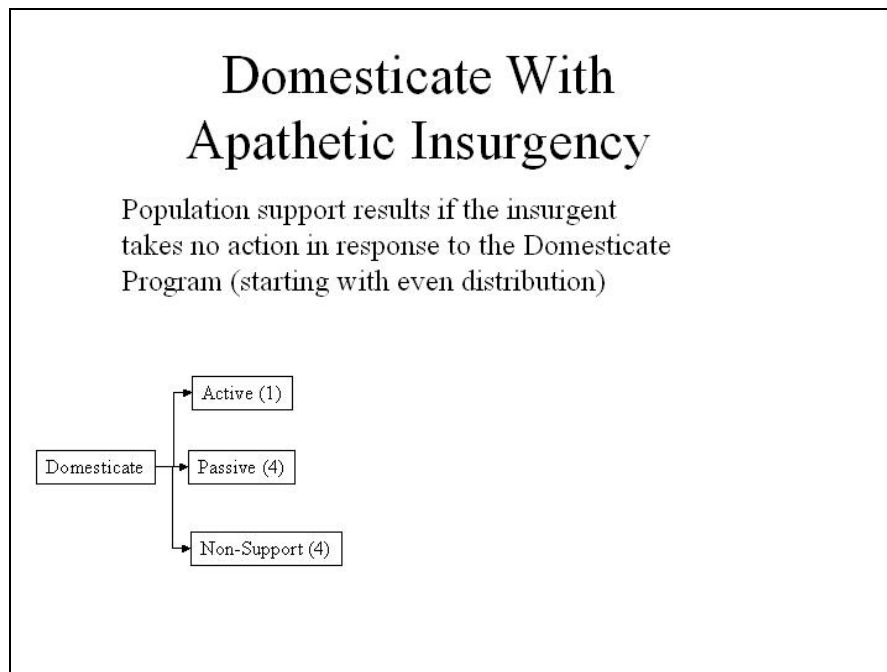 Domesticate With
Apathetic Insurgency
Population support results if the insurgent
takes no action in response to the Domesticate
Program (starting with even distribution)
Active (1)
Domesticate
Passive (4)
Non-Support (4)